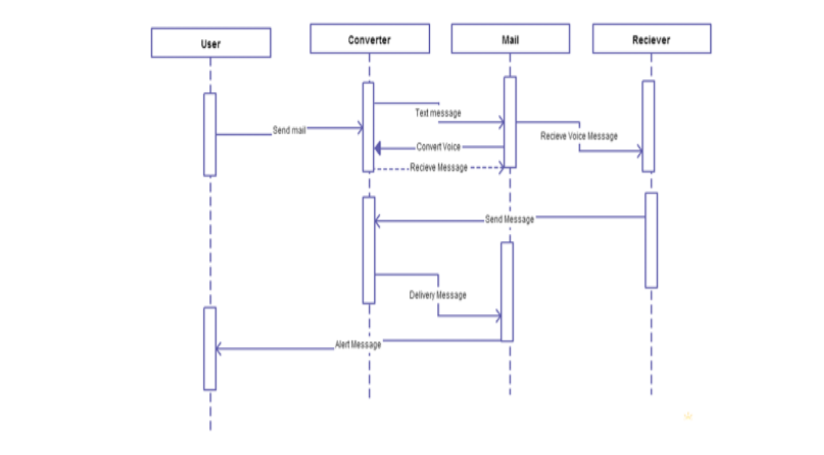 User
Converter
Mail
Reciever
Text message
Send mail
Recieve Voice Message
Convert Voice
Recieve Message
Send Message
Delivery Message
Alert Message